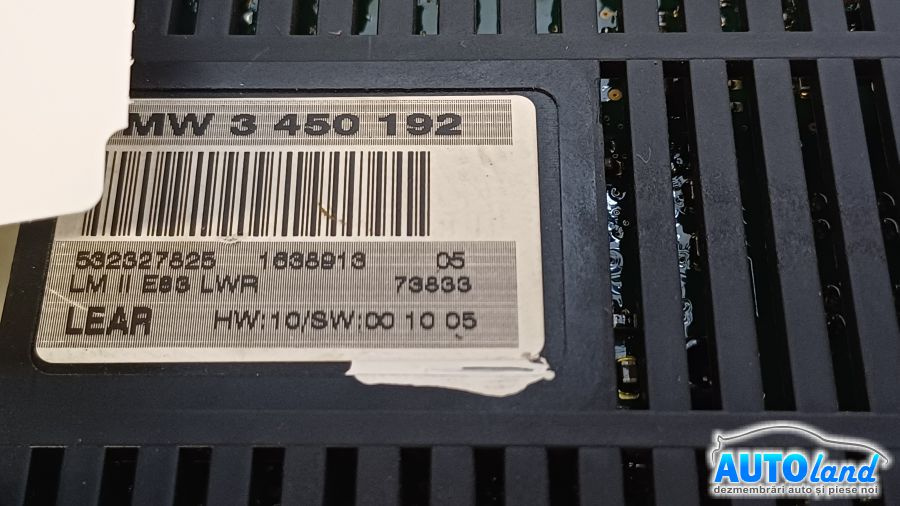 MW 3 450 192
532327825 1638913 05
LM II E83 LWR 73833
LEAR HW:10/SW:00 10 05
AUTOland
dezmembrări auto și piese noi